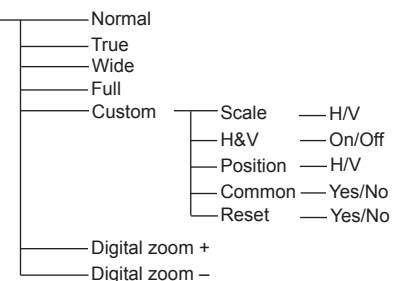 Normal
True
Wide
Full
Custom
Scale H/V
H&V On/Off
Position H/V
Common Yes/No
Reset Yes/No
Digital zoom +
Digital zoom –